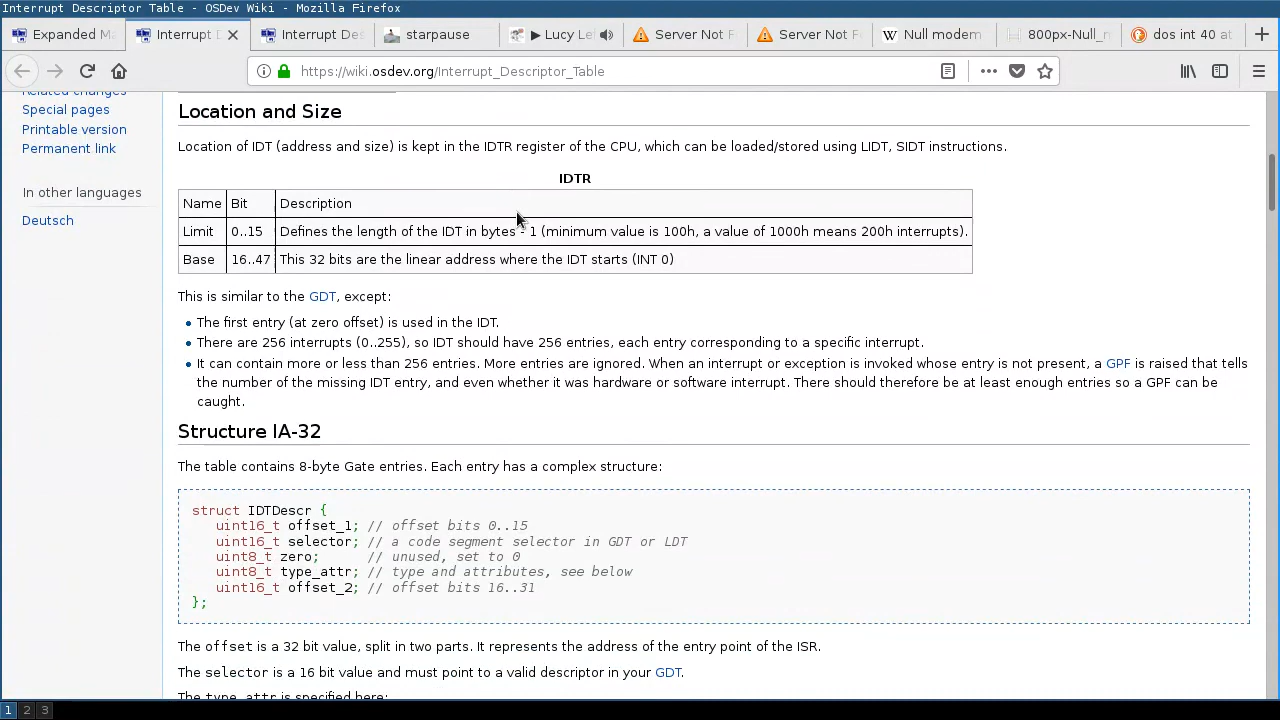 Interrupt Descriptor Table - OSDev Wiki - Mozilla Firefox
Expanded Ma
Interrupt D
Interrupt Des
starpause
▶ Lucy Le
Server Not F
Server Not F
Null modem
800px-Null_m
dos int 40 at
https://wiki.osdev.org/Interrupt_Descriptor_Table
Related changes
Special pages
Printable version
Permanent link
In other languages
Deutsch
Location and Size
Location of IDT (address and size) is kept in the IDTR register of the CPU, which can be loaded/stored using LIDT, SIDT instructions.
IDTR
Name Bit Description
Limit 0..15 Defines the length of the IDT in bytes - 1 (minimum value is 100h, a value of 1000h means 200h interrupts).
Base 16..47 This 32 bits are the linear address where the IDT starts (INT 0)
This is similar to the GDT, except:
The first entry (at zero offset) is used in the IDT.
There are 256 interrupts (0..255), so IDT should have 256 entries, each entry corresponding to a specific interrupt.
It can contain more or less than 256 entries. More entries are ignored. When an interrupt or exception is invoked whose entry is not present, a GPF is raised that tells
the number of the missing IDT entry, and even whether it was hardware or software interrupt. There should therefore be at least enough entries so a GPF can be
caught.
Structure IA-32
The table contains 8-byte Gate entries. Each entry has a complex structure:
struct IDTDescr {
uint16_t offset_1; // offset bits 0..15
uint16_t selector; // a code segment selector in GDT or LDT
uint8_t zero; // unused, set to 0
uint8_t type_attr; // type and attributes, see below
uint16_t offset_2; // offset bits 16..31
};
The offset is a 32 bit value, split in two parts. It represents the address of the entry point of the ISR.
The selector is a 16 bit value and must point to a valid descriptor in your GDT.
The type_attr is specified here:
1 2 3